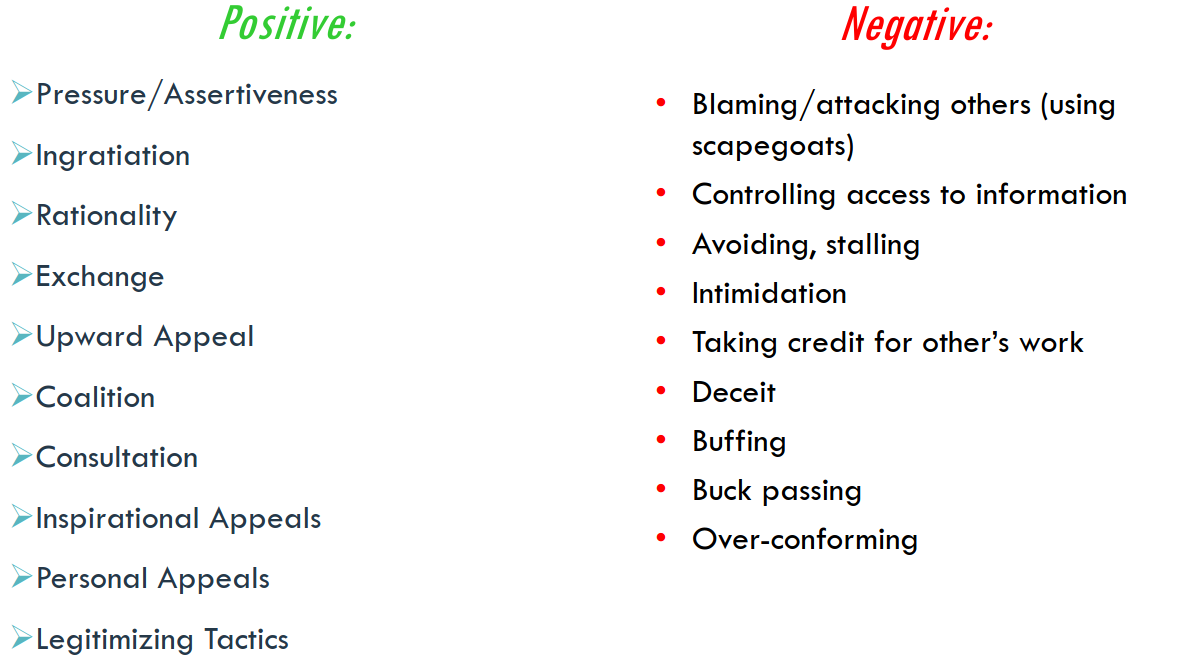 Positive:
➢Pressure/Assertiveness
➢Ingratiation
➢Rationality
➢Exchange
➢Upward Appeal
➢Coalition
➢Consultation
➢Inspirational Appeals
➢Personal Appeals
➢Legitimizing Tactics
Negative:
• Blaming/attacking others (using
scapegoats)
• Controlling access to information
• Avoiding, stalling
• Intimidation
• Taking credit for other’s work
• Deceit
• Buffing
• Buck passing
• Over-conforming